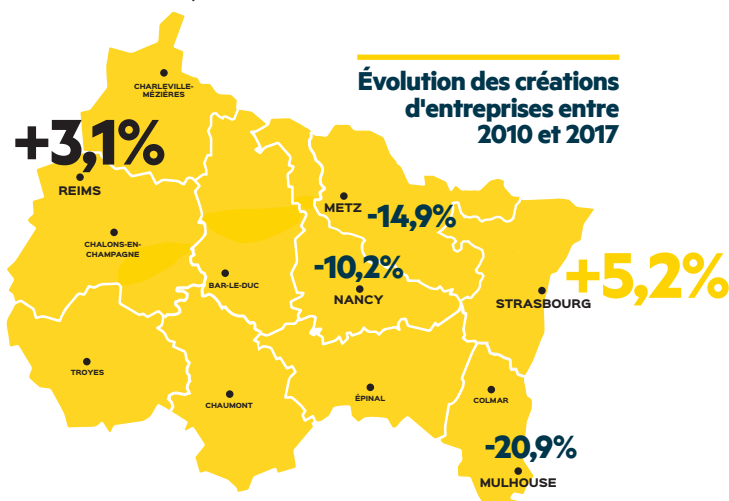 Évolution des créations
d'entreprises entre
2010 et 2017
CHARLEVILLE-
MÉZIÈRES
+3,1%
REIMS
METZ
-14,9%
CHALONS-EN-
CHAMPAGNE
-10,2%
+5,2%
BAR-LE-DUC
NANCY
STRASBOURG
TROYES
CHAUMONT
ÉPINAL
COLMAR
-20,9%
MULHOUSE